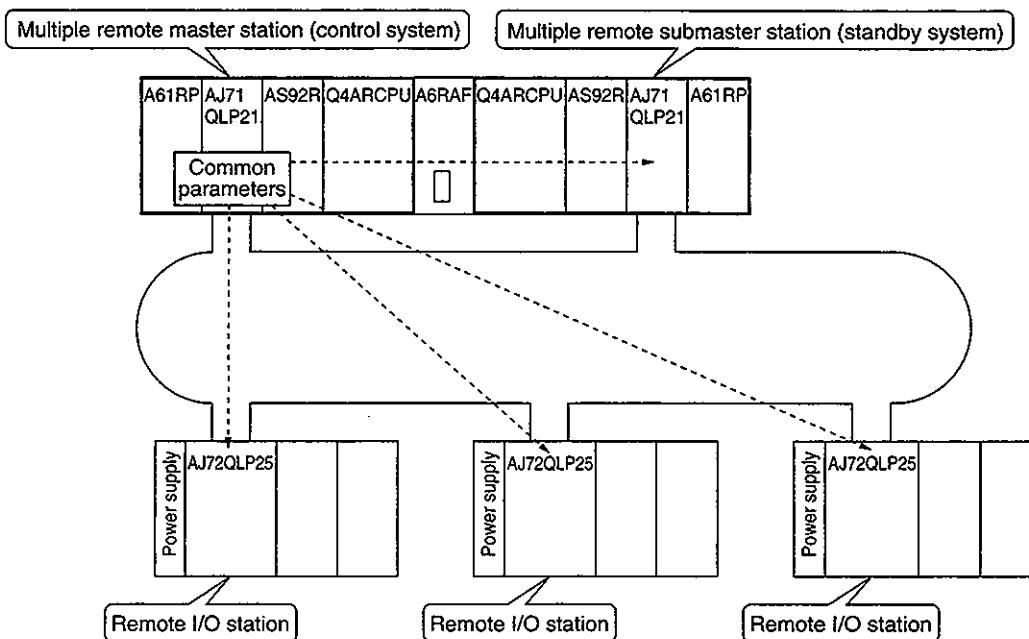 Multiple remote master station (control system)
Multiple remote submaster station (standby system)
A61RP
AJ71
QLP21
AS92R
Q4ARCPU
A6RAF
Q4ARCPU
AS92R
AJ71
QLP21
A61RP
Common
parameters
Power supply
AJ72QLP25
Power supply
AJ72QLP25
Power supply
AJ72QLP25
Remote I/O station
Remote I/O station
Remote I/O station